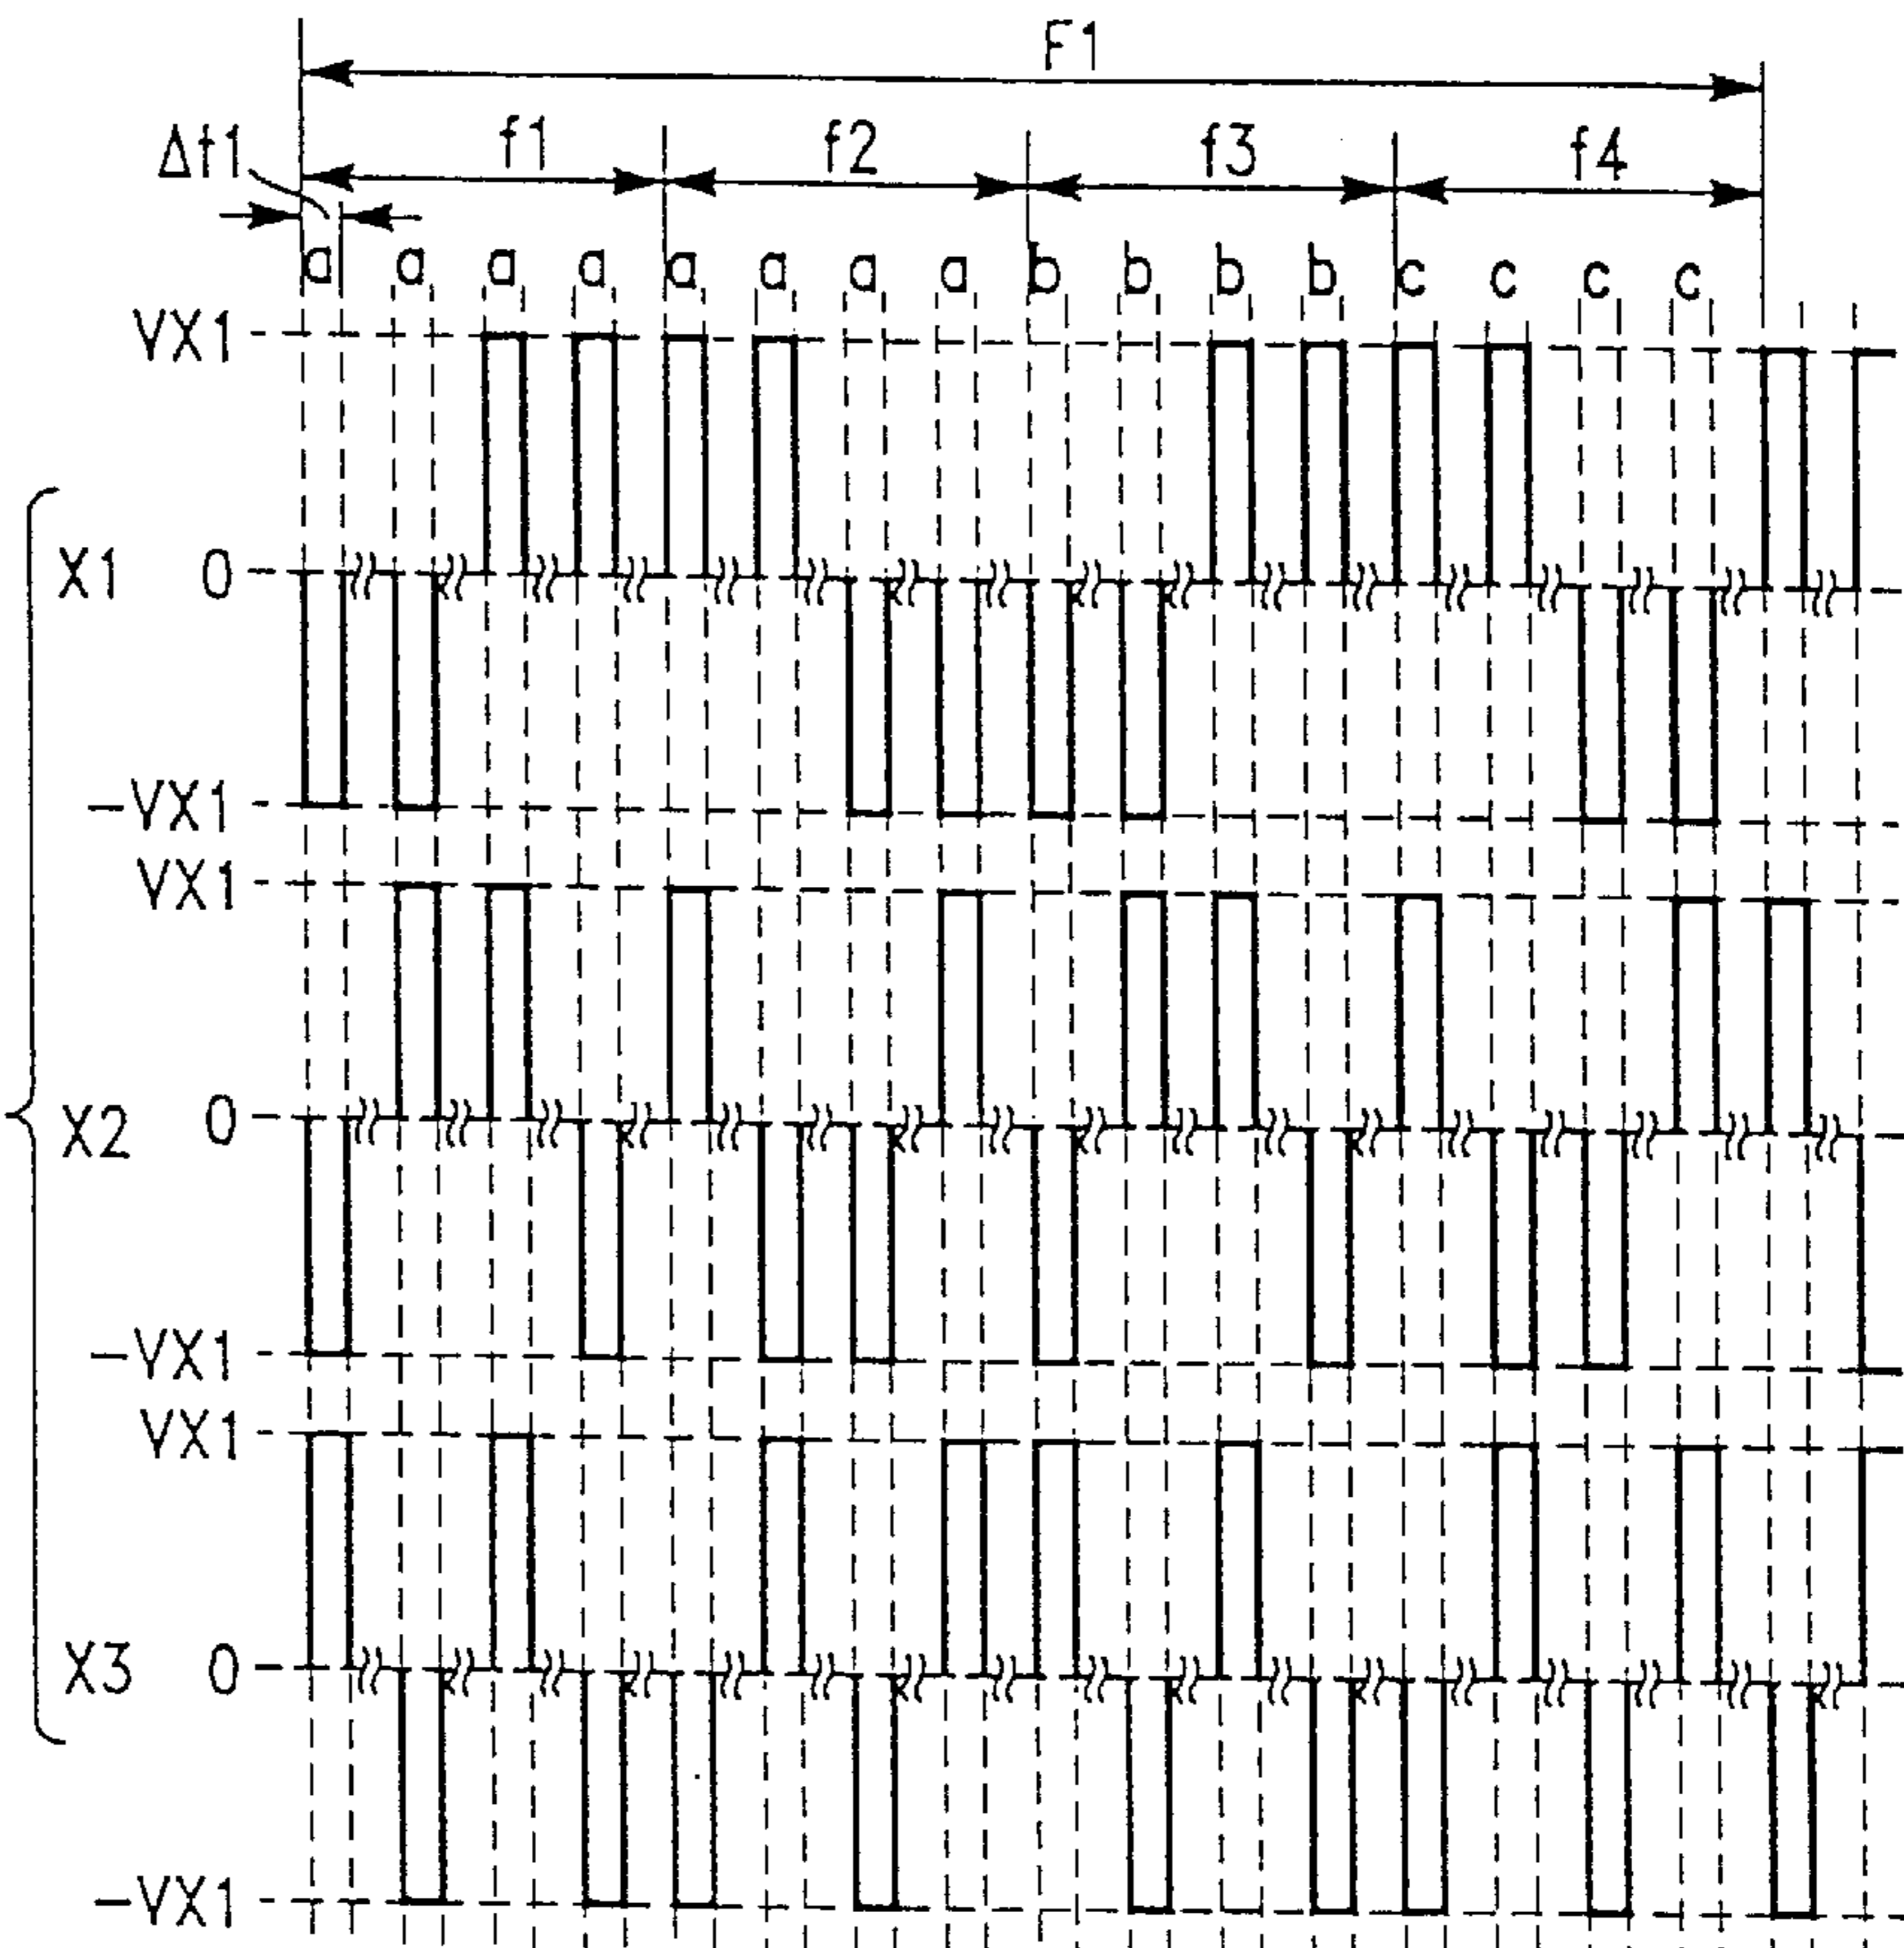 F1
Δt1 f1 f2 f3 f4
a a a a a a a a b b b b c c c c
VX1
X1 0
-VX1
VX1
X2 0
-VX1
VX1
X3 0
-VX1